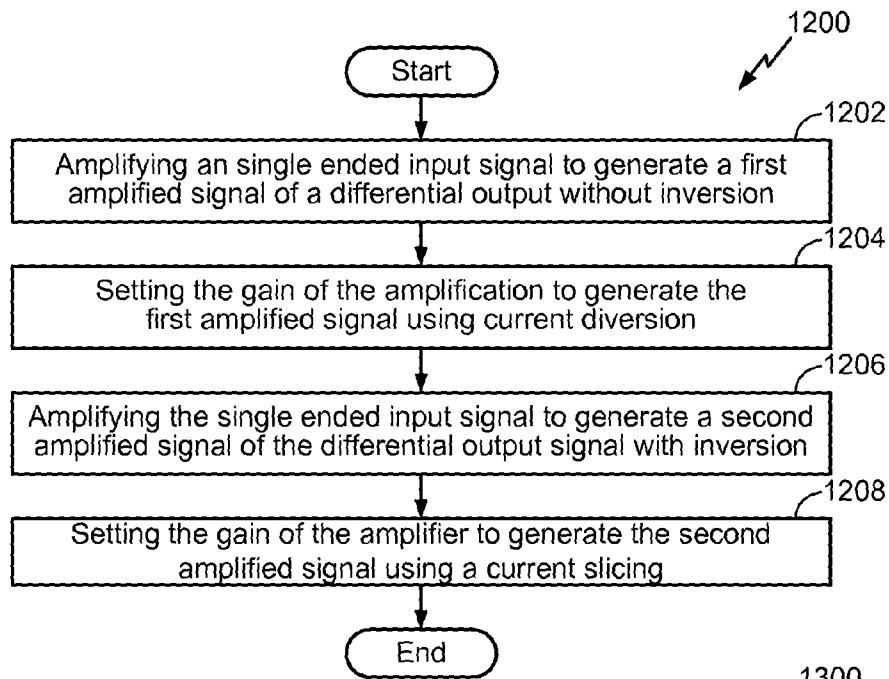 1200
Start
1202
Amplifying an single ended input signal to generate a first
amplified signal of a differential output without inversion
1204
Setting the gain of the amplification to generate the
first amplified signal using current diversion
1206
Amplifying the single ended input signal to generate a second
amplified signal of the differential output signal with inversion
1208
Setting the gain of the amplifier to generate the second
amplified signal using a current slicing
End
1300